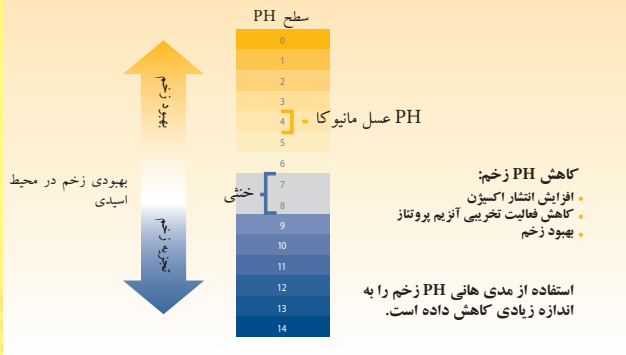 سطح PH
0
1
2
3
4
5
6
7
8
9
10
11
12
13
14
PH عسل مانیوکا
خنثی
بهبود زخم
تجزیه زخم
بهبودی زخم در محیط
اسیدی
کاهش PH زخم:
افزایش انتشار اکسیژن
کاهش فعالیت تخریبی آنزیم پروتئاز
بهبود زخم
استفاده از مدی هانی PH زخم را به
اندازه زیادی کاهش داده است.